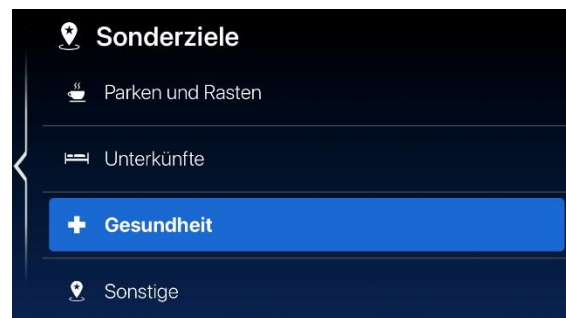 Sonderziele
Parken und Rasten
Unterkünfte
Gesundheit
Sonstige